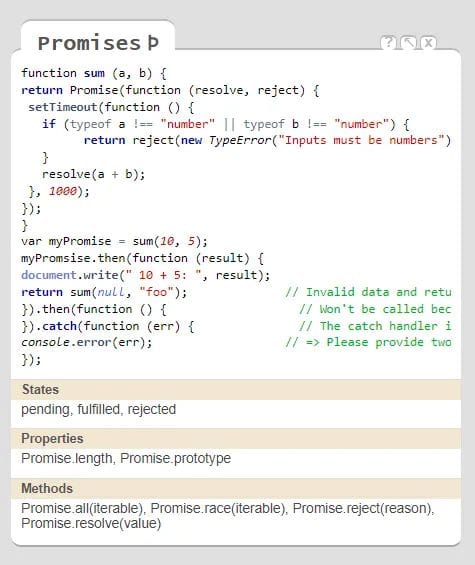 Promises Þ
? x
function sum (a, b) {
return Promise(function (resolve, reject) {
setTimeout(function () {
if (typeof a !== "number" || typeof b !== "number") {
return reject(new TypeError("Inputs must be numbers")
}
resolve(a + b);
}, 1000);
});
}
var myPromise = sum(10, 5);
myPromsise.then(function (result) {
document.write(" 10 + 5: ", result);
return sum(null, "foo"); // Invalid data and retu
}).then(function () { // Won't be called bec
}).catch(function (err) { // The catch handler i
console.error(err); // => Please provide two
});
States
pending, fulfilled, rejected
Properties
Promise.length, Promise.prototype
Methods
Promise.all(iterable), Promise.race(iterable), Promise.reject(reason),
Promise.resolve(value)